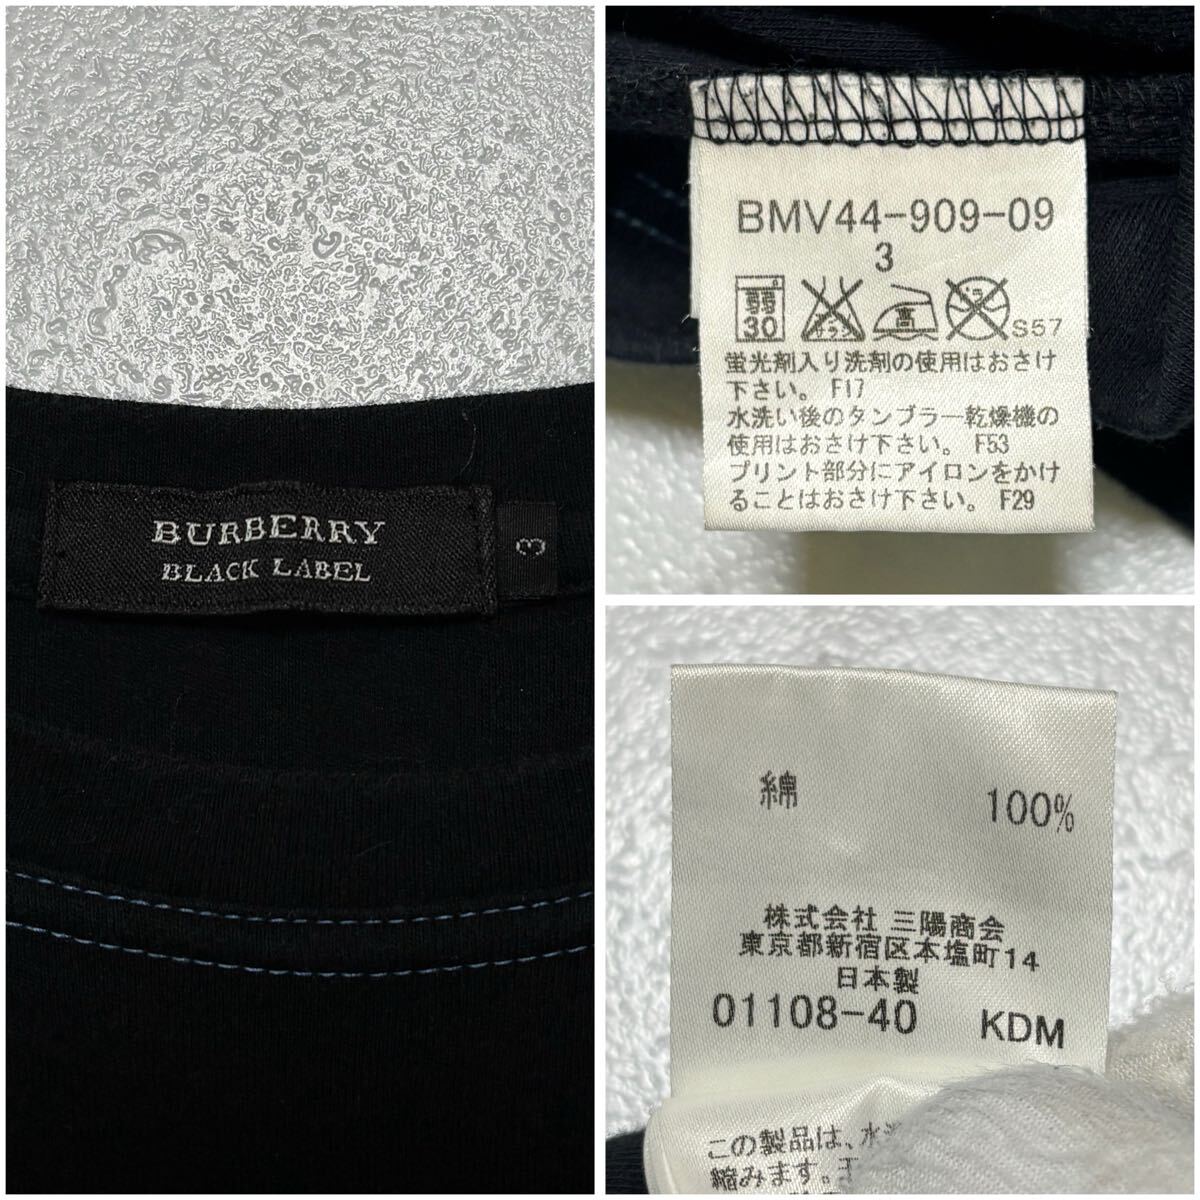 BURBERRY
BLACK LABEL
3
BMV44-909-09
3
弱
30
高
S57
蛍光剤入り洗剤の使用はおさけ
下さい。 F17
水洗い後のタンブラー乾燥機の
使用はおさけ下さい。 F53
プリント部分にアイロンをかけ
ることはおさけ下さい。 F29
綿 100%
株式会社 三陽商会
東京都新宿区本塩町14
日本製
01108-40 KDM
この製品は、水
縮みます。